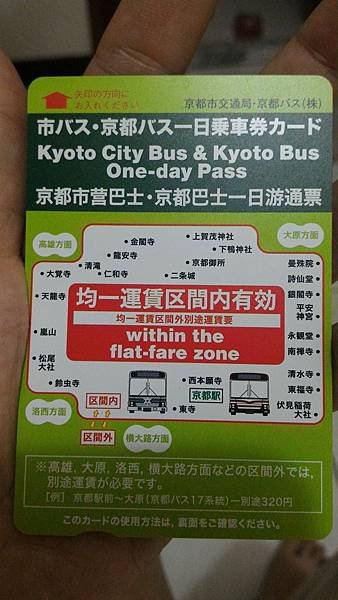 矢印の方向に
お入れください
京都市交通局・京都バス(株)
市バス・京都バス一日乗車券カード
Kyoto City Bus & Kyoto Bus
One-day Pass
京都市营巴士・京都巴士一日游通票
高雄方面
大原方面
金閣寺
上賀茂神社
龍安寺
下鴨神社
清滝
京都御所
曼殊院
大覚寺
仁和寺
二条城
詩仙堂
天龍寺
銀閣寺
平安
神宮
嵐山
永観堂
南禅寺
松尾
大社
清水寺
東福寺
鈴虫寺
伏見稲荷
大社
均一運賃区間内有効
均一運賃区間外別途運賃要
within the
flat-fare zone
洛西方面
区間内
区間外
横大路方面
西本願寺
京都駅
東寺
※高雄,大原,洛西,横大路方面などの区間外では,
別途運賃が必要です。
[例] 京都駅前~大原(京都バス17系統)―別途320円
このカードの使用方法は,裏面をご確認ください。